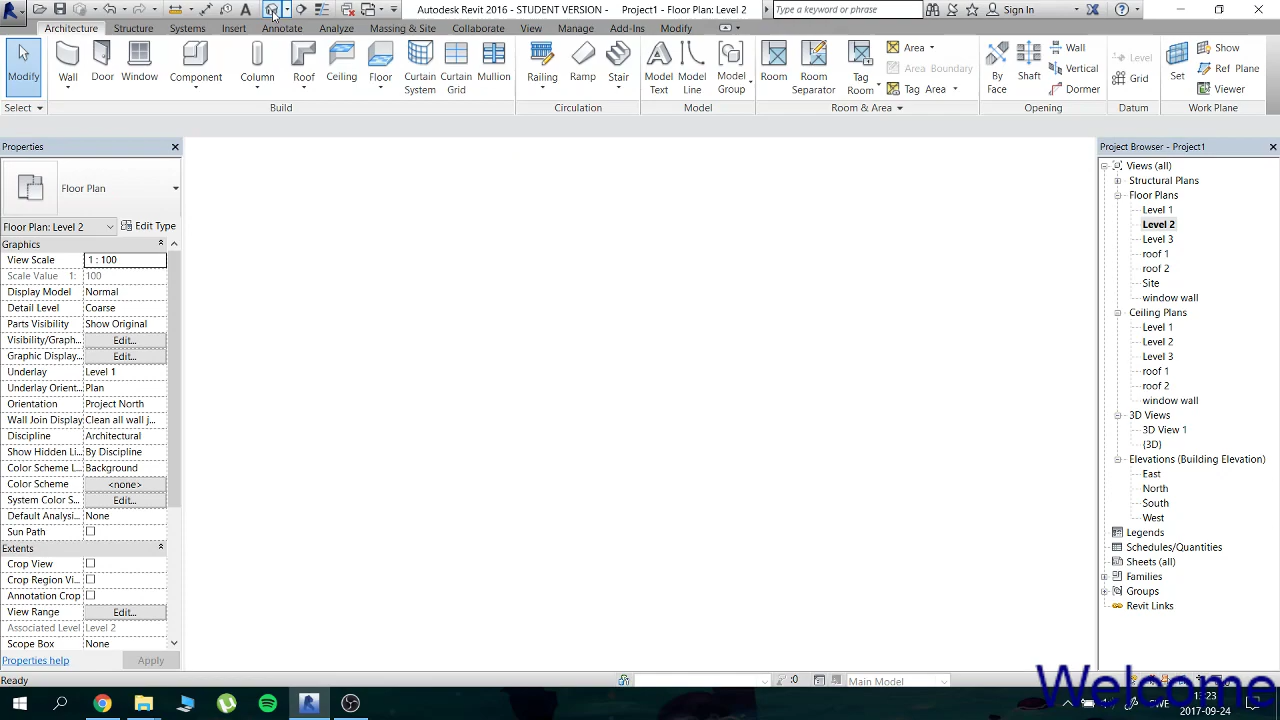 Autodesk Revit 2016 - STUDENT VERSION - Project1 - Floor Plan: Level 2
Type a keyword or phrase
Sign In
Architecture Structure Systems Insert Annotate Analyze Massing & Site Collaborate View Manage Add-Ins Modify
Modify Wall Door Window Component Column Roof Ceiling Floor Curtain System Curtain Grid Mullion Railing Ramp Stair Model Text Model Line Model Group Room Room Separator Tag Room
Area
Area Boundary
Tag Area
By Face Shaft
Wall
Vertical
Dormer
Level
Grid
Set
Show
Ref Plane
Viewer
Select Build Circulation Model Room & Area Opening Datum Work Plane
Properties
Floor Plan
Floor Plan: Level 2 Edit Type
Graphics
View Scale 1 : 100
Scale Value 1: 100
Display Model Normal
Detail Level Coarse
Parts Visibility Show Original
Visibility/Graph... Edit...
Graphic Display... Edit...
Underlay Level 1
Underlay Orient... Plan
Orientation Project North
Wall Join Display Clean all wall j...
Discipline Architectural
Show Hidden Li... By Discipline
Color Scheme L... Background
Color Scheme <none>
System Color S... Edit...
Default Analysi... None
Sun Path
Extents
Crop View
Crop Region Vi...
Annotation Crop
View Range Edit...
Associated Level Level 2
Scope Box None
Properties help Apply
Project Browser - Project1
Views (all)
Structural Plans
Floor Plans
Level 1
Level 2
Level 3
roof 1
roof 2
Site
window wall
Ceiling Plans
Level 1
Level 2
Level 3
roof 1
roof 2
window wall
3D Views
3D View 1
{3D}
Elevations (Building Elevation)
East
North
South
West
Legends
Schedules/Quantities
Sheets (all)
Families
Groups
Revit Links
Ready
:0
Main Model
Welcome
13:23
SWE
2017-09-24